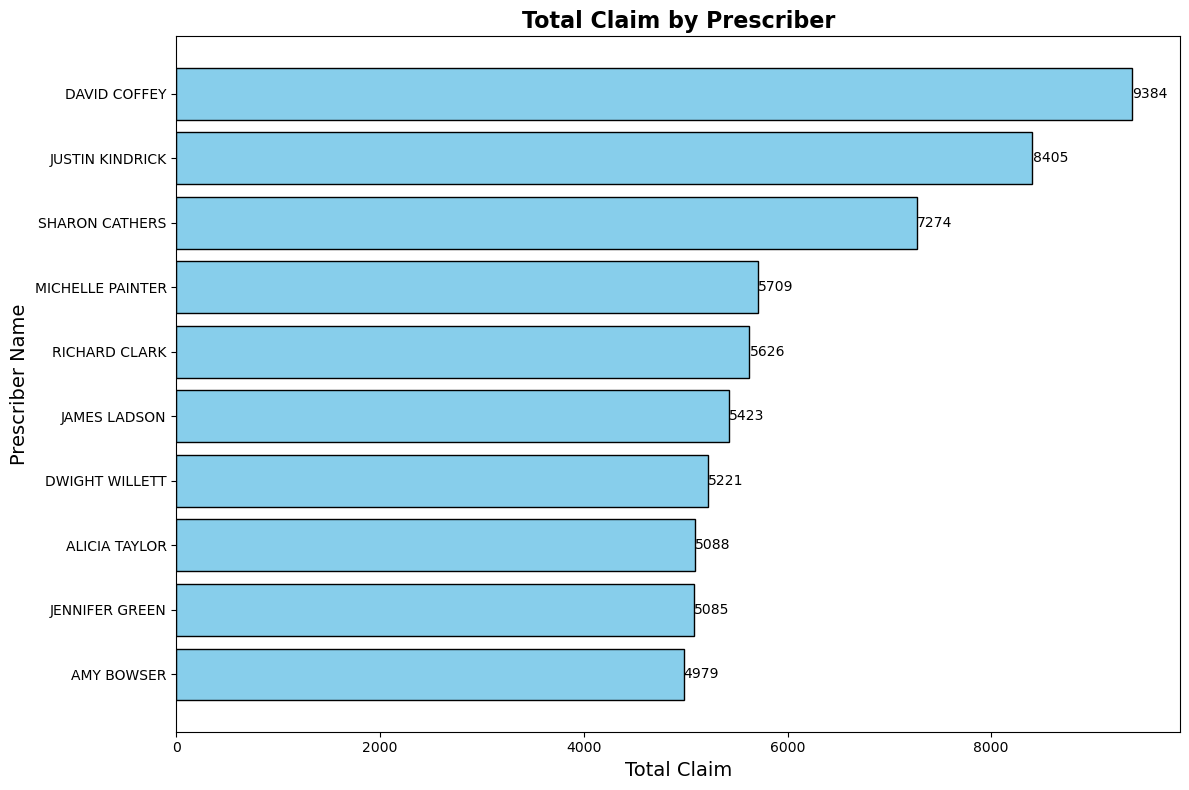 Total Claim by Prescriber
Prescriber Name
DAVID COFFEY 9384
JUSTIN KINDRICK 8405
SHARON CATHERS 7274
MICHELLE PAINTER 5709
RICHARD CLARK 5626
JAMES LADSON 5423
DWIGHT WILLETT 5221
ALICIA TAYLOR 5088
JENNIFER GREEN 5085
AMY BOWSER 4979
0 2000 4000 6000 8000
Total Claim